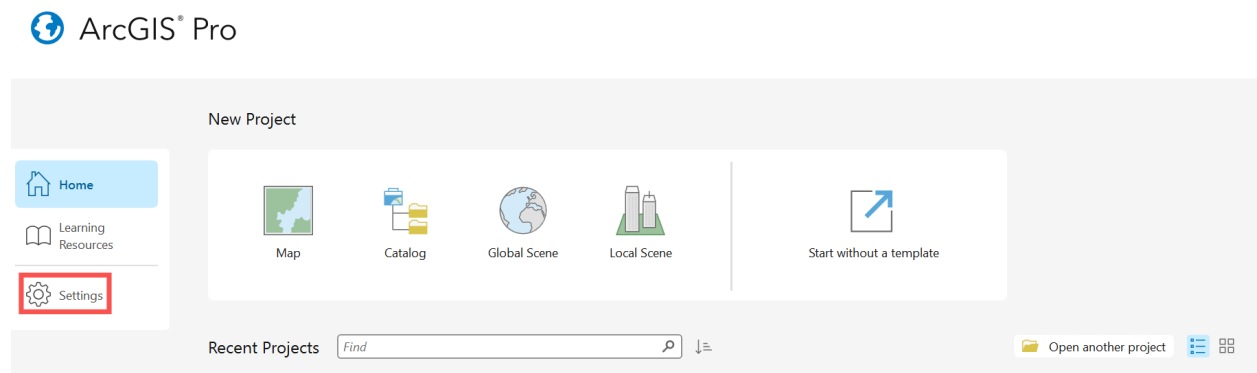 ArcGIS® Pro
New Project
Home
Learning
Resources
Settings
Map
Catalog
Global Scene
Local Scene
Start without a template
Recent Projects
Find
Open another project